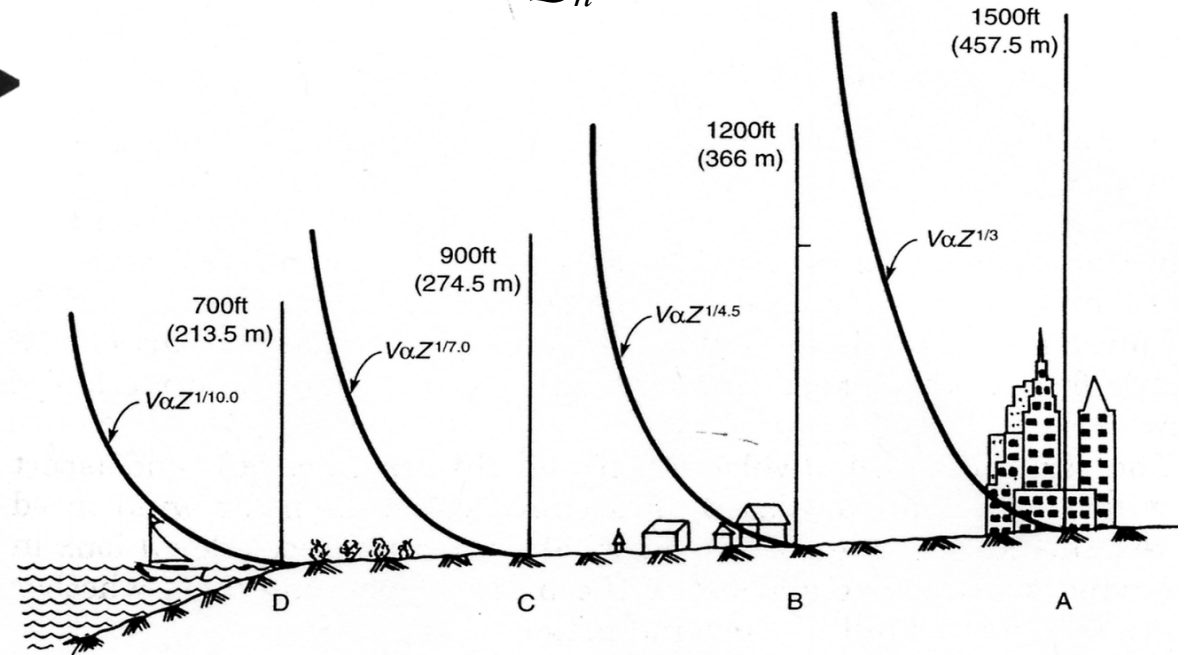 1500ft
(457.5 m)
1200ft
(366 m)
VαZ1/3
900ft
(274.5 m)
700ft
(213.5 m)
VαZ1/4.5
VαZ1/7.0
VαZ1/10.0
D
C
B
A